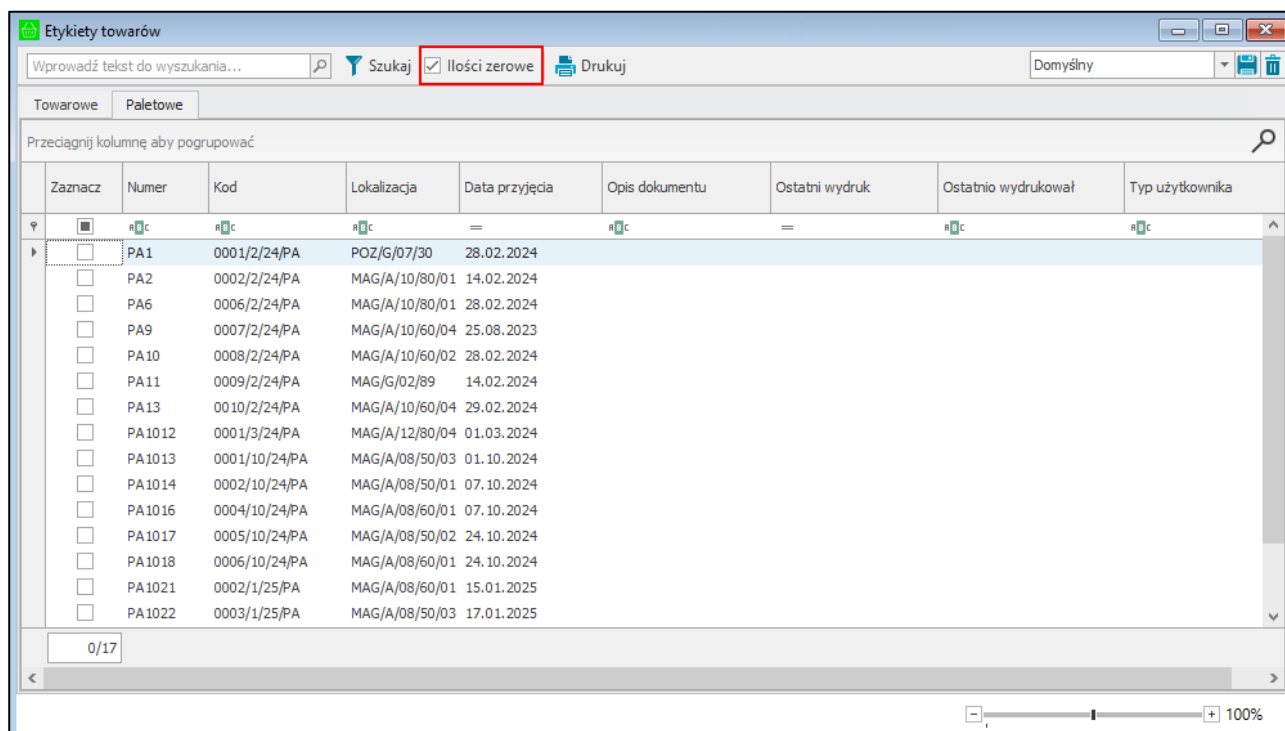 Etykiety towarów
Wprowadź tekst do wyszukania... Szukaj Ilości zerowe Drukuj Domyślny
Towarowe Paletowe
Przeciągnij kolumnę aby pogrupować
Zaznacz Numer Kod Lokalizacja Data przyjęcia Opis dokumentu Ostatni wydruk Ostatnio wydrukował Typ użytkownika
ABC ABC ABC = ABC = ABC ABC
PA1 0001/2/24/PA POZ/G/07/30 28.02.2024
PA2 0002/2/24/PA MAG/A/10/80/01 14.02.2024
PA6 0006/2/24/PA MAG/A/10/80/01 28.02.2024
PA9 0007/2/24/PA MAG/A/10/60/04 25.08.2023
PA10 0008/2/24/PA MAG/A/10/60/02 28.02.2024
PA11 0009/2/24/PA MAG/G/02/89 14.02.2024
PA13 0010/2/24/PA MAG/A/10/60/04 29.02.2024
PA1012 0001/3/24/PA MAG/A/12/80/04 01.03.2024
PA1013 0001/10/24/PA MAG/A/08/50/03 01.10.2024
PA1014 0002/10/24/PA MAG/A/08/50/01 07.10.2024
PA1016 0004/10/24/PA MAG/A/08/60/01 07.10.2024
PA1017 0005/10/24/PA MAG/A/08/50/02 24.10.2024
PA1018 0006/10/24/PA MAG/A/08/60/01 24.10.2024
PA1021 0002/1/25/PA MAG/A/08/60/01 15.01.2025
PA1022 0003/1/25/PA MAG/A/08/50/03 17.01.2025
0/17
100%